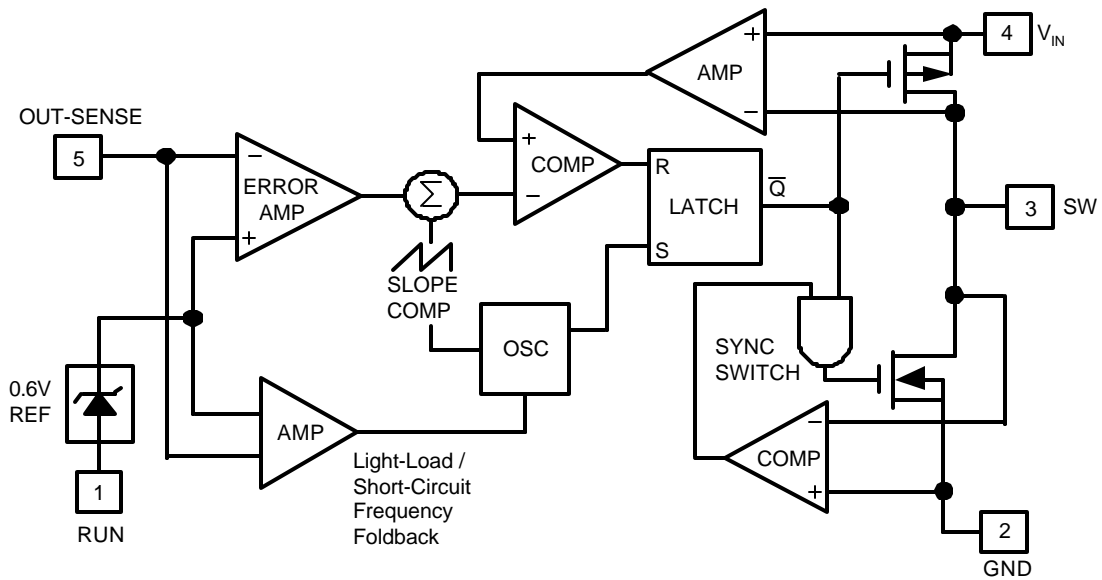 4
V_IN
+
AMP
−
OUT-SENSE
5
−
ERROR
AMP
+
Σ
+
COMP
−
R
LATCH
S
Q̅
3
SW
SLOPE
COMP
OSC
SYNC
SWITCH
0.6V
REF
AMP
Light-Load /
Short-Circuit
Frequency
Foldback
−
COMP
+
1
RUN
2
GND